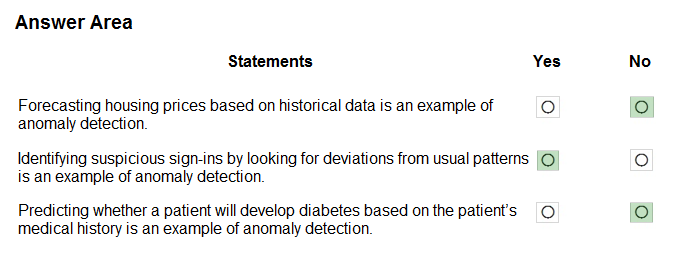 Answer Area
Statements Yes No
Forecasting housing prices based on historical data is an example of
anomaly detection.
Identifying suspicious sign-ins by looking for deviations from usual patterns
is an example of anomaly detection.
Predicting whether a patient will develop diabetes based on the patient’s
medical history is an example of anomaly detection.